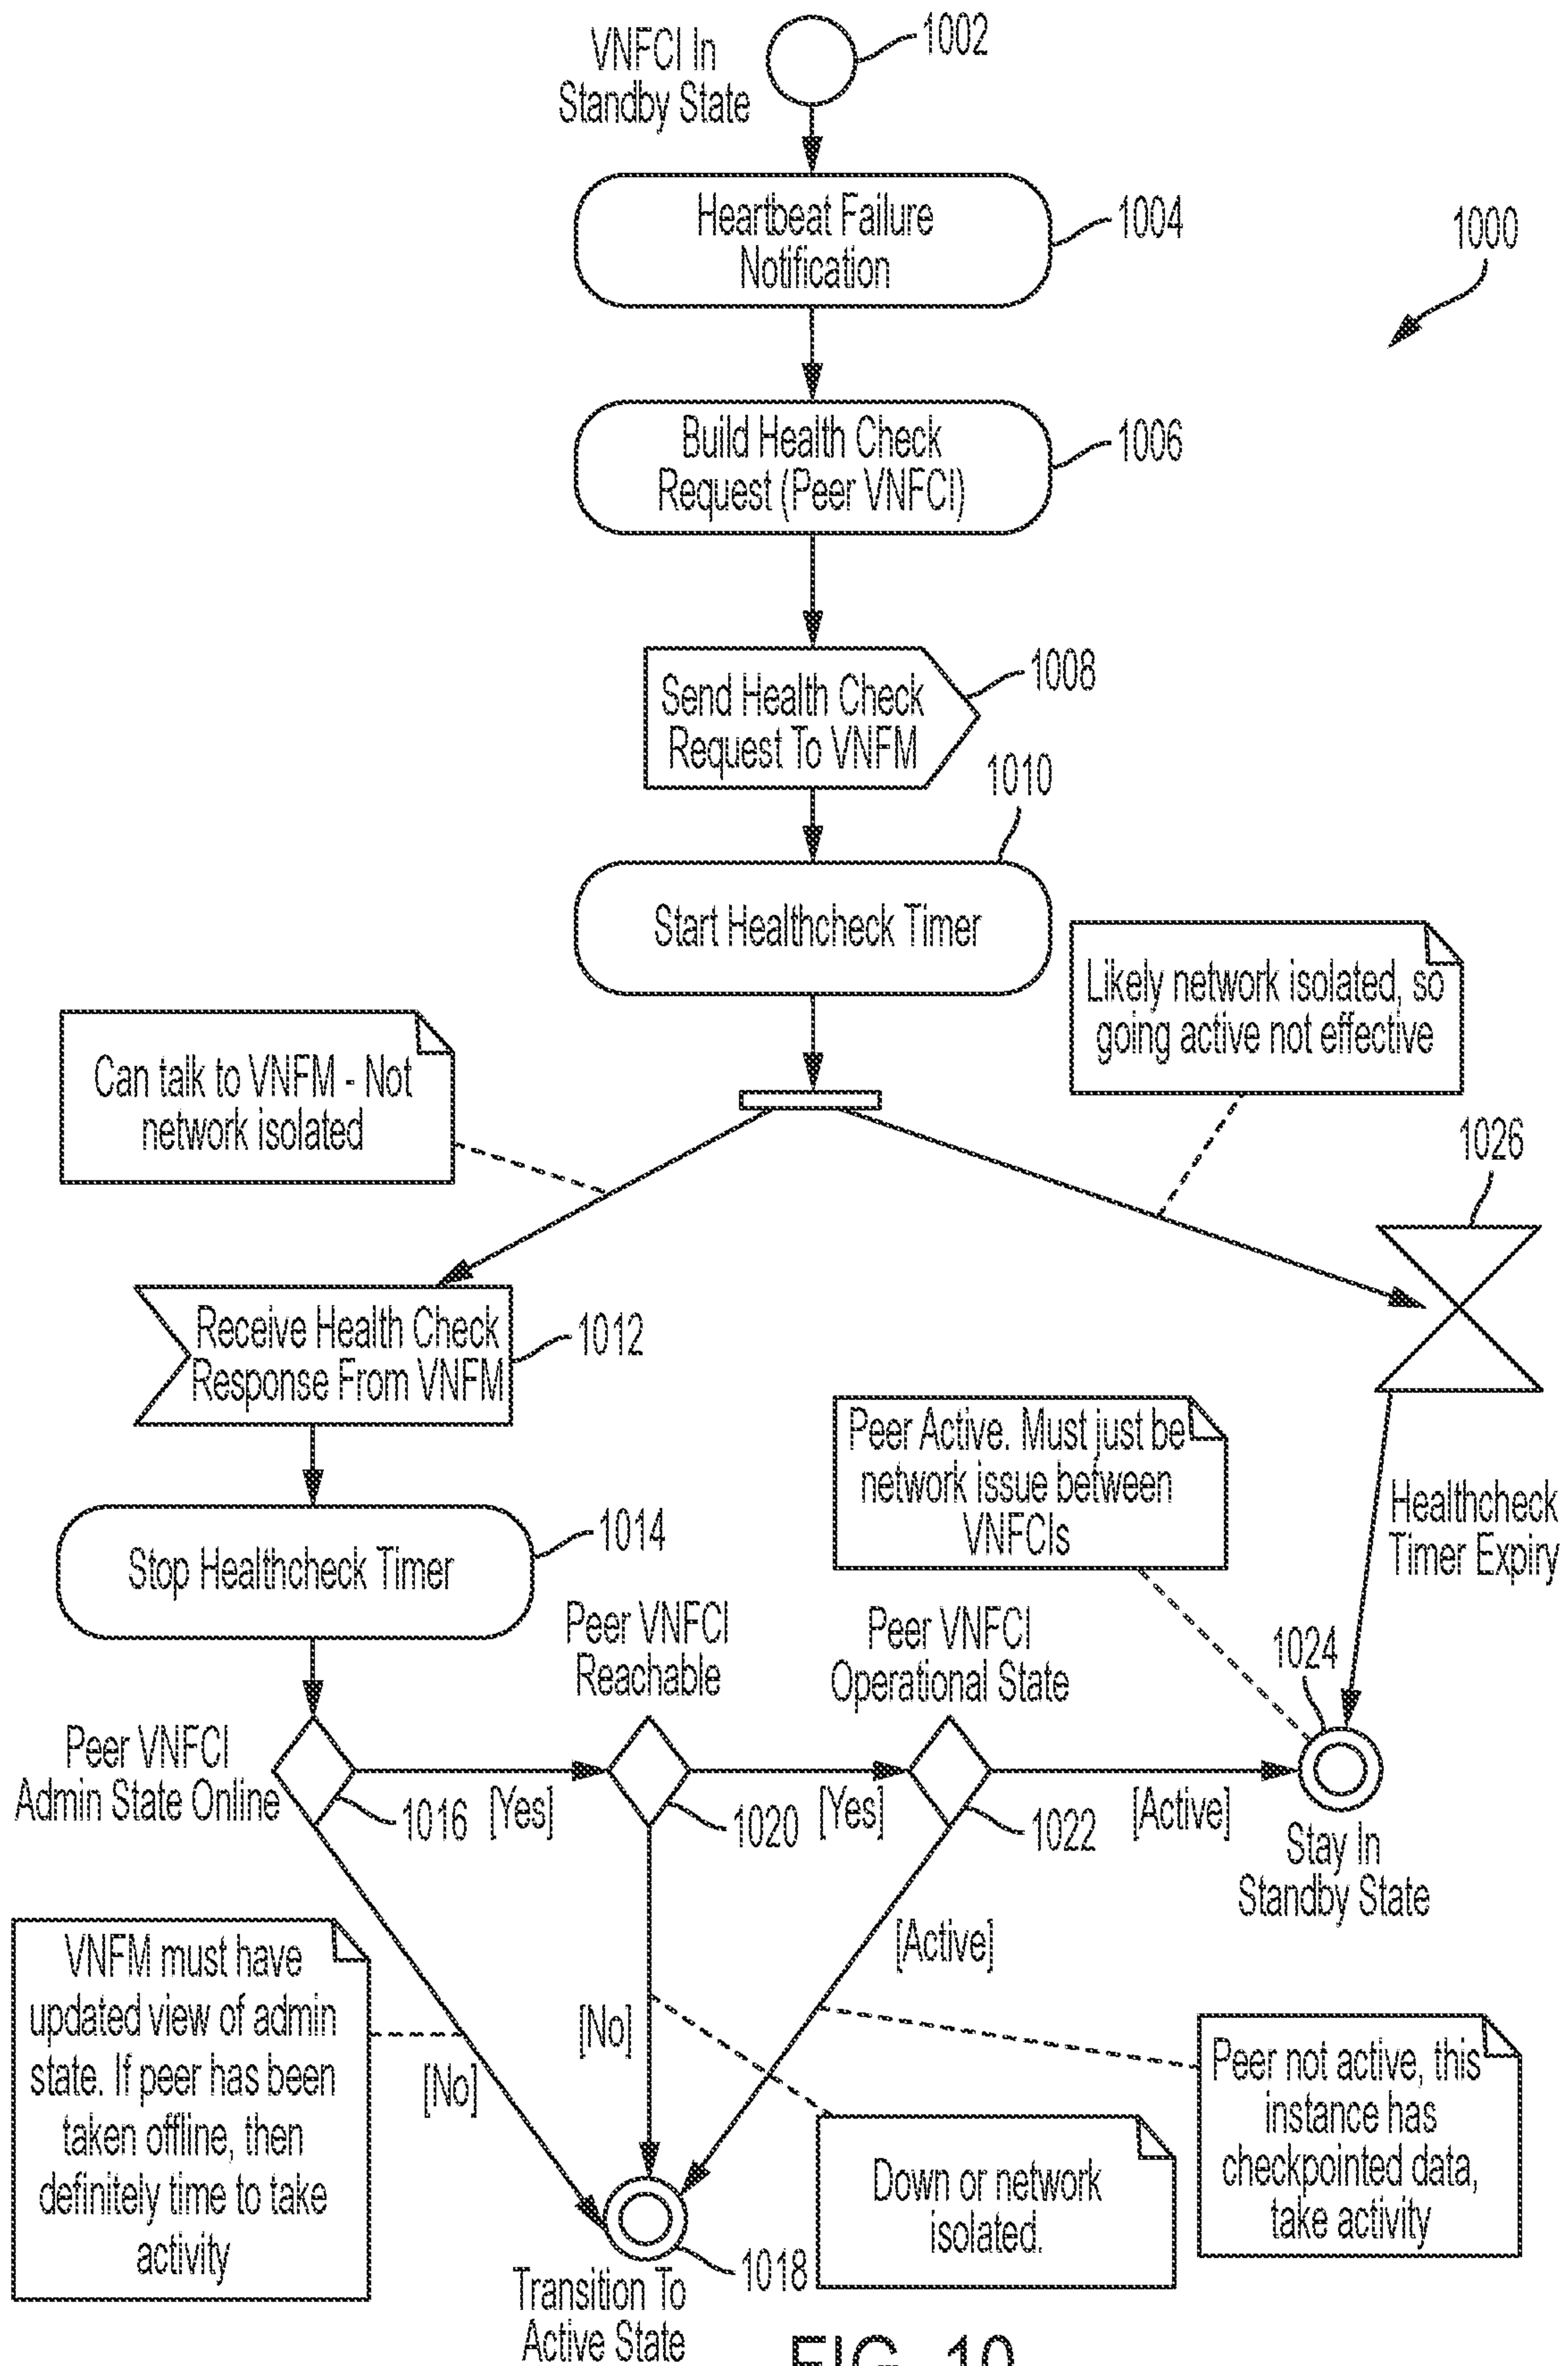 VNFCI In
Standby State
1002
Heartbeat Failure
Notification
1004
1000
Build Health Check
Request (Peer VNFCI)
1006
Send Health Check
Request To VNFM
1008
1010
Start Healthcheck Timer
Likely network isolated, so
going active not effective
Can talk to VNFM - Not
network isolated
1026
Receive Health Check
Response From VNFM
1012
Peer Active. Must just be
network issue between
VNFCIs
Healthcheck
Timer Expiry
Stop Healthcheck Timer
1014
Peer VNFCI
Reachable
Peer VNFCI
Operational State
1024
Peer VNFCI
Admin State Online
1016
[Yes]
1020
[Yes]
1022
[Active]
Stay In
Standby State
VNFM must have
updated view of admin
state. If peer has been
taken offline, then
definitely time to take
activity
[No]
[No]
[Active]
Peer not active, this
instance has
checkpointed data,
take activity
Down or network
isolated.
1018
Transition To
Active State
FIG. 10